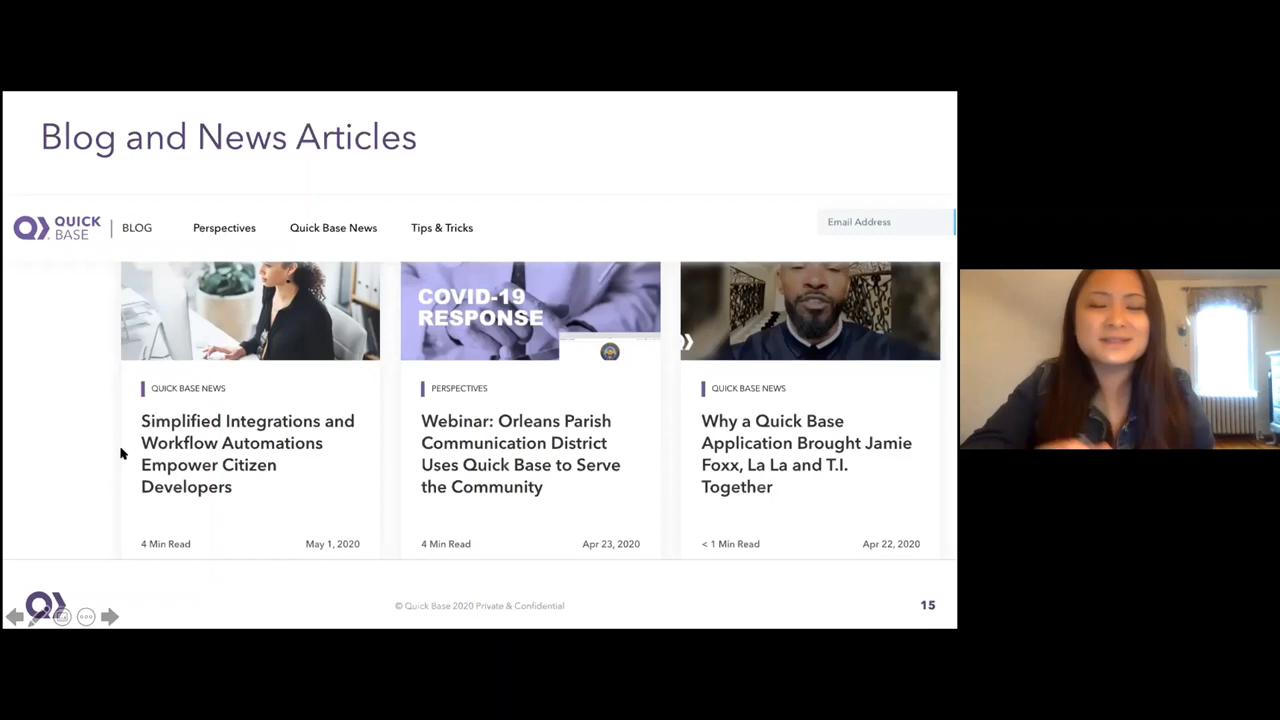 Blog and News Articles
QUICK BASE | BLOG Perspectives Quick Base News Tips & Tricks Email Address
COVID-19
RESPONSE
QUICK BASE NEWS
Simplified Integrations and
Workflow Automations
Empower Citizen
Developers
4 Min Read May 1, 2020
PERSPECTIVES
Webinar: Orleans Parish
Communication District
Uses Quick Base to Serve
the Community
4 Min Read Apr 23, 2020
QUICK BASE NEWS
Why a Quick Base
Application Brought Jamie
Foxx, La La and T.I.
Together
< 1 Min Read Apr 22, 2020
© Quick Base 2020 Private & Confidential
15